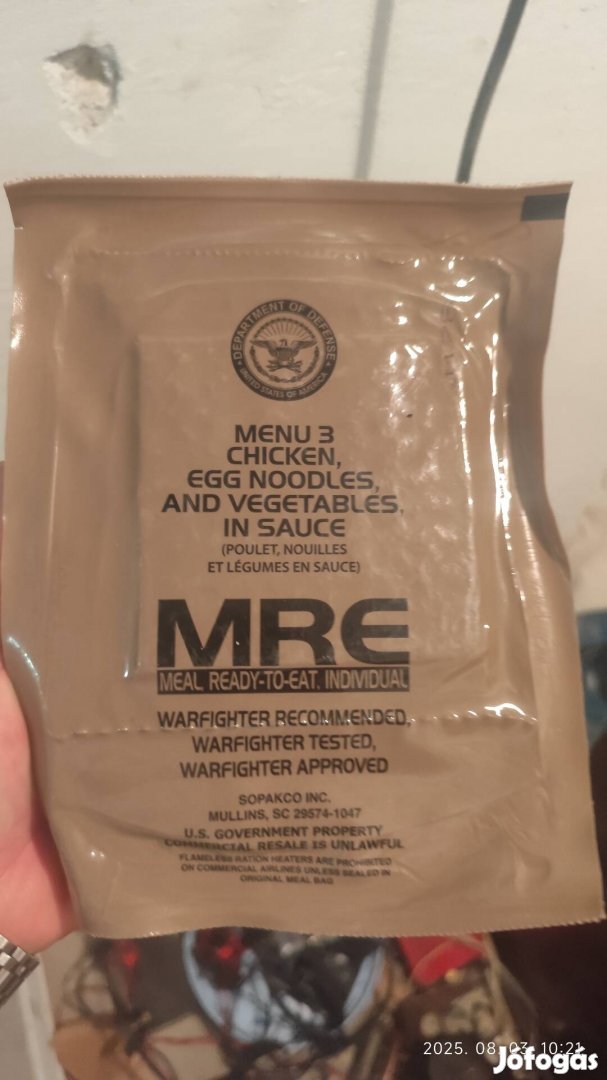 DEPARTMENT OF DEFENSE
UNITED STATES OF AMERICA
MENU 3
CHICKEN,
EGG NOODLES,
AND VEGETABLES,
IN SAUCE
(POULET, NOUILLES
ET LÉGUMES EN SAUCE)
MRE
MEAL, READY-TO-EAT, INDIVIDUAL
WARFIGHTER RECOMMENDED,
WARFIGHTER TESTED,
WARFIGHTER APPROVED
SOPAKCO INC.
MULLINS, SC 29574-1047
U.S. GOVERNMENT PROPERTY
COMMERCIAL RESALE IS UNLAWFUL
FLAMELESS RATION HEATERS ARE PROHIBITED
ON COMMERCIAL AIRLINES UNLESS SEALED IN
ORIGINAL MEAL BAG
2025. 08. 03. 10:21
Jófogás